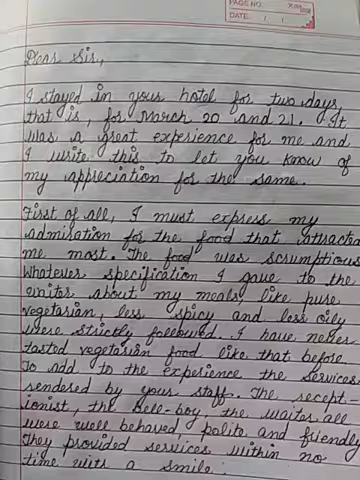 PAGE NO.
DATE. / /
Dear Sir,
I stayed in your hotel for two days,
that is, for March 20 and 21. It
was a great experience for me and
I write this to let you know of
my appreciation for the same.
First of all, I must express my
admiration for the food that attracted
me most. The food was scrumptious
Whatever specification I gave to the
waiter about my meals, like pure
vegetarian, less spicy and less oily
were strictly followed. I have never
tasted vegetarian food like that before
To add to the experience the services
rendered by your staff. The recept-
ionist, the bell-boy, the waiter all
were well behaved, polite and friendly
They provided services within no
time with a smile.